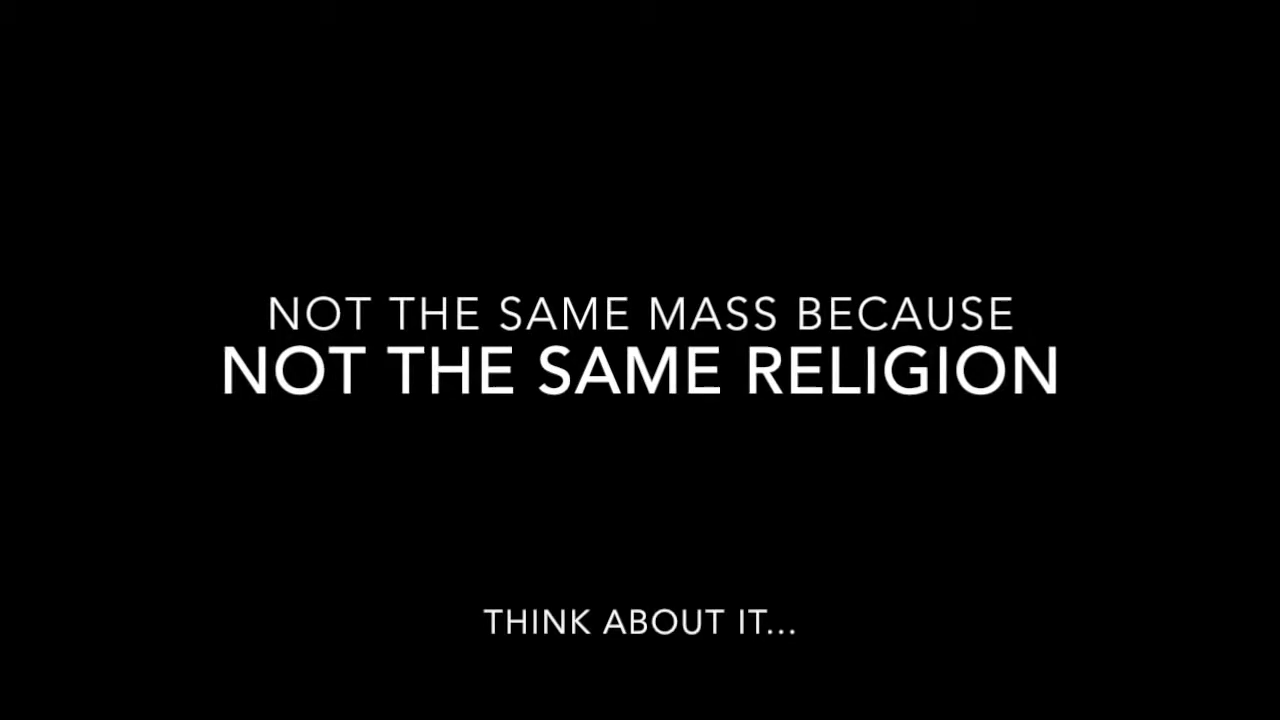 NOT THE SAME MASS BECAUSE
NOT THE SAME RELIGION
THINK ABOUT IT...